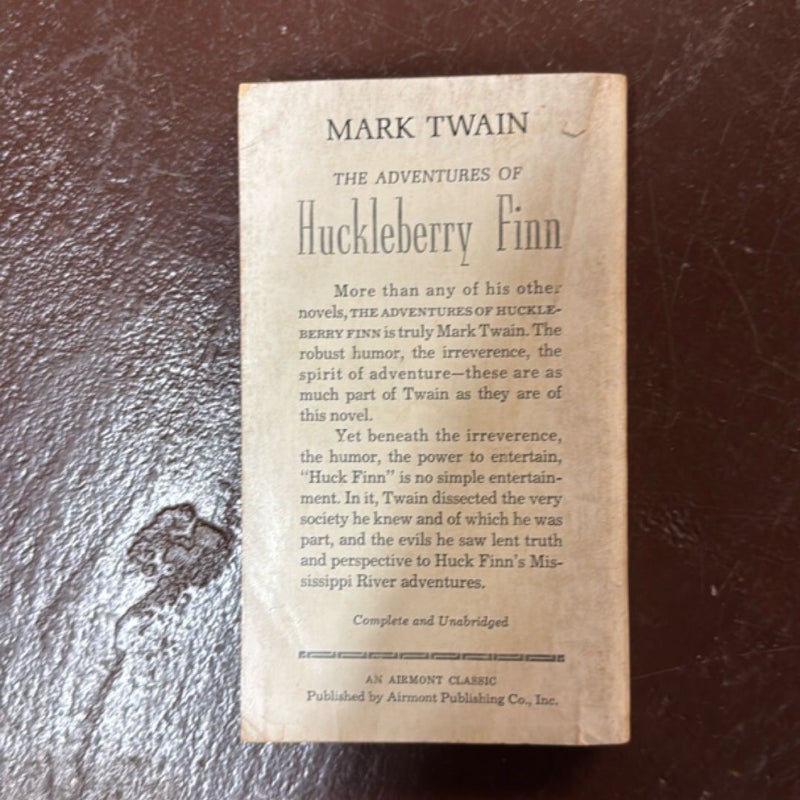 MARK TWAIN
THE ADVENTURES OF
Huckleberry Finn
More than any of his other
novels, THE ADVENTURES OF HUCKLE-
BERRY FINN is truly Mark Twain. The
robust humor, the irreverence, the
spirit of adventure—these are as
much part of Twain as they are of
this novel.
Yet beneath the irreverence,
the humor, the power to entertain,
"Huck Finn" is no simple entertain-
ment. In it, Twain dissected the very
society he knew and of which he was
part, and the evils he saw lent truth
and perspective to Huck Finn's Mis-
sissippi River adventures.
Complete and Unabridged
AN AIRMONT CLASSIC
Published by Airmont Publishing Co., Inc.